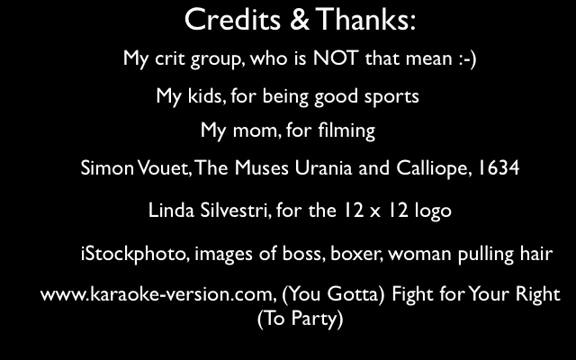 Credits & Thanks:
My crit group, who is NOT that mean :-)
My kids, for being good sports
My mom, for filming
Simon Vouet, The Muses Urania and Calliope, 1634
Linda Silvestri, for the 12 x 12 logo
iStockphoto, images of boss, boxer, woman pulling hair
www.karaoke-version.com, (You Gotta) Fight for Your Right
(To Party)